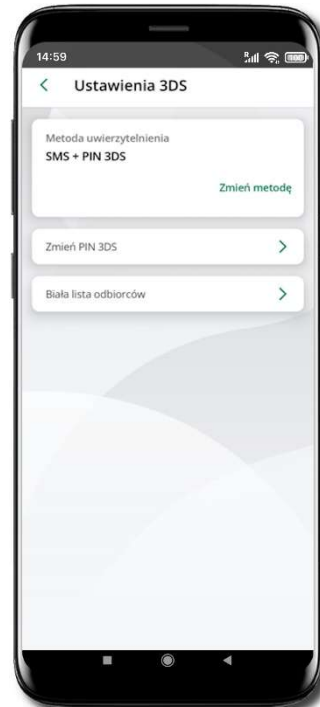 14:59
Ustawienia 3DS
Metoda uwierzytelnienia
SMS + PIN 3DS
Zmień metodę
Zmień PIN 3DS
Biała lista odbiorców